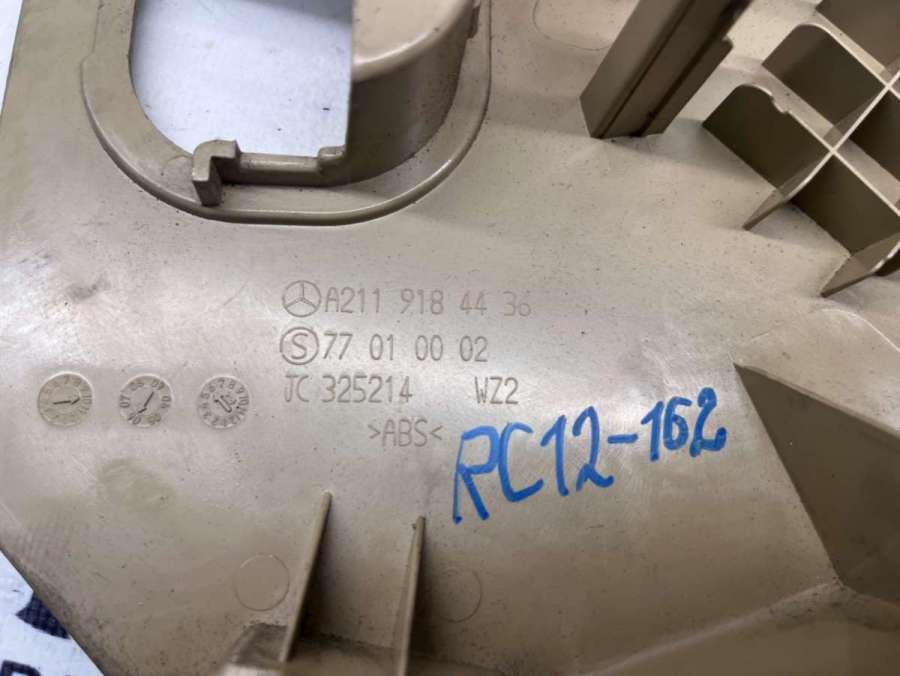 A211 918 44 36
S 77 01 00 02
JC 325214 WZ2
>ABS<
RC12-162